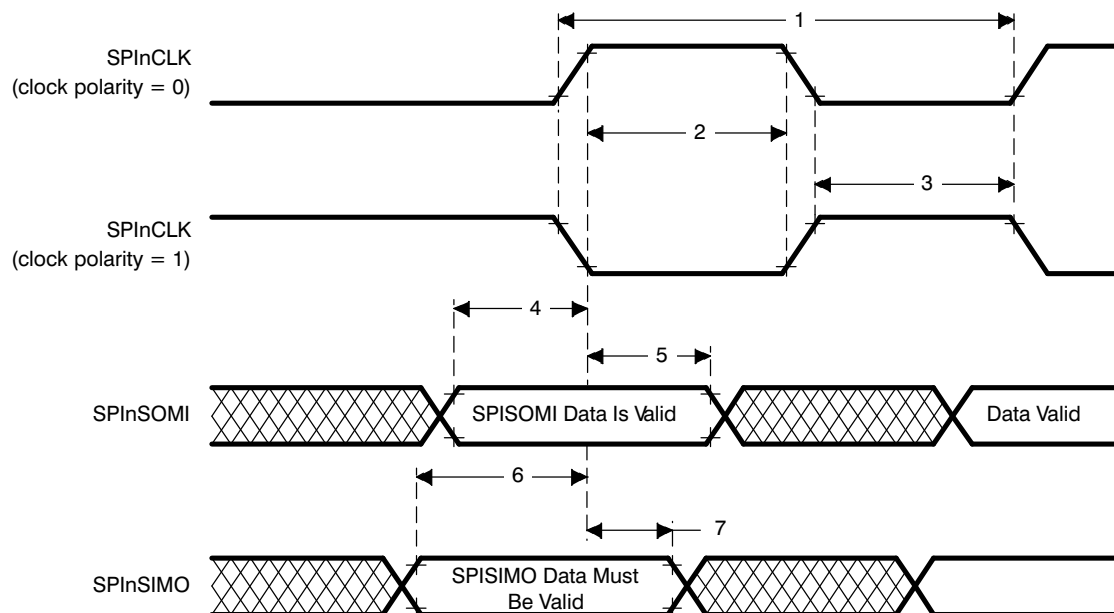 1
SPInCLK
(clock polarity = 0)
2
3
SPInCLK
(clock polarity = 1)
4
5
SPInSOMI
SPISOMI Data Is Valid
Data Valid
6
7
SPInSIMO
SPISIMO Data Must
Be Valid